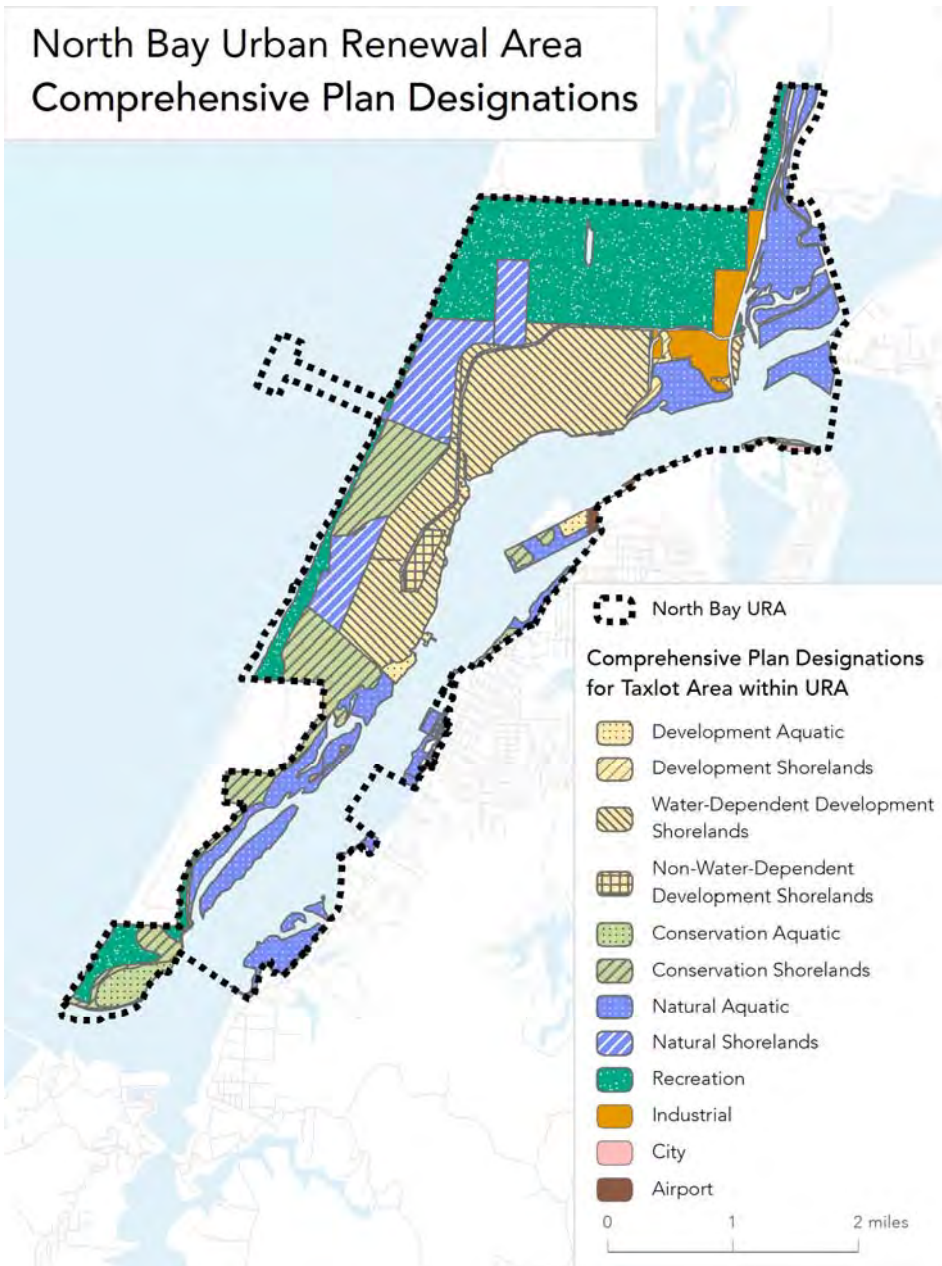 North Bay Urban Renewal Area
Comprehensive Plan Designations
North Bay URA
Comprehensive Plan Designations
for Taxlot Area within URA
Development Aquatic
Development Shorelands
Water-Dependent Development
Shorelands
Non-Water-Dependent
Development Shorelands
Conservation Aquatic
Conservation Shorelands
Natural Aquatic
Natural Shorelands
Recreation
Industrial
City
Airport
0 1 2 miles